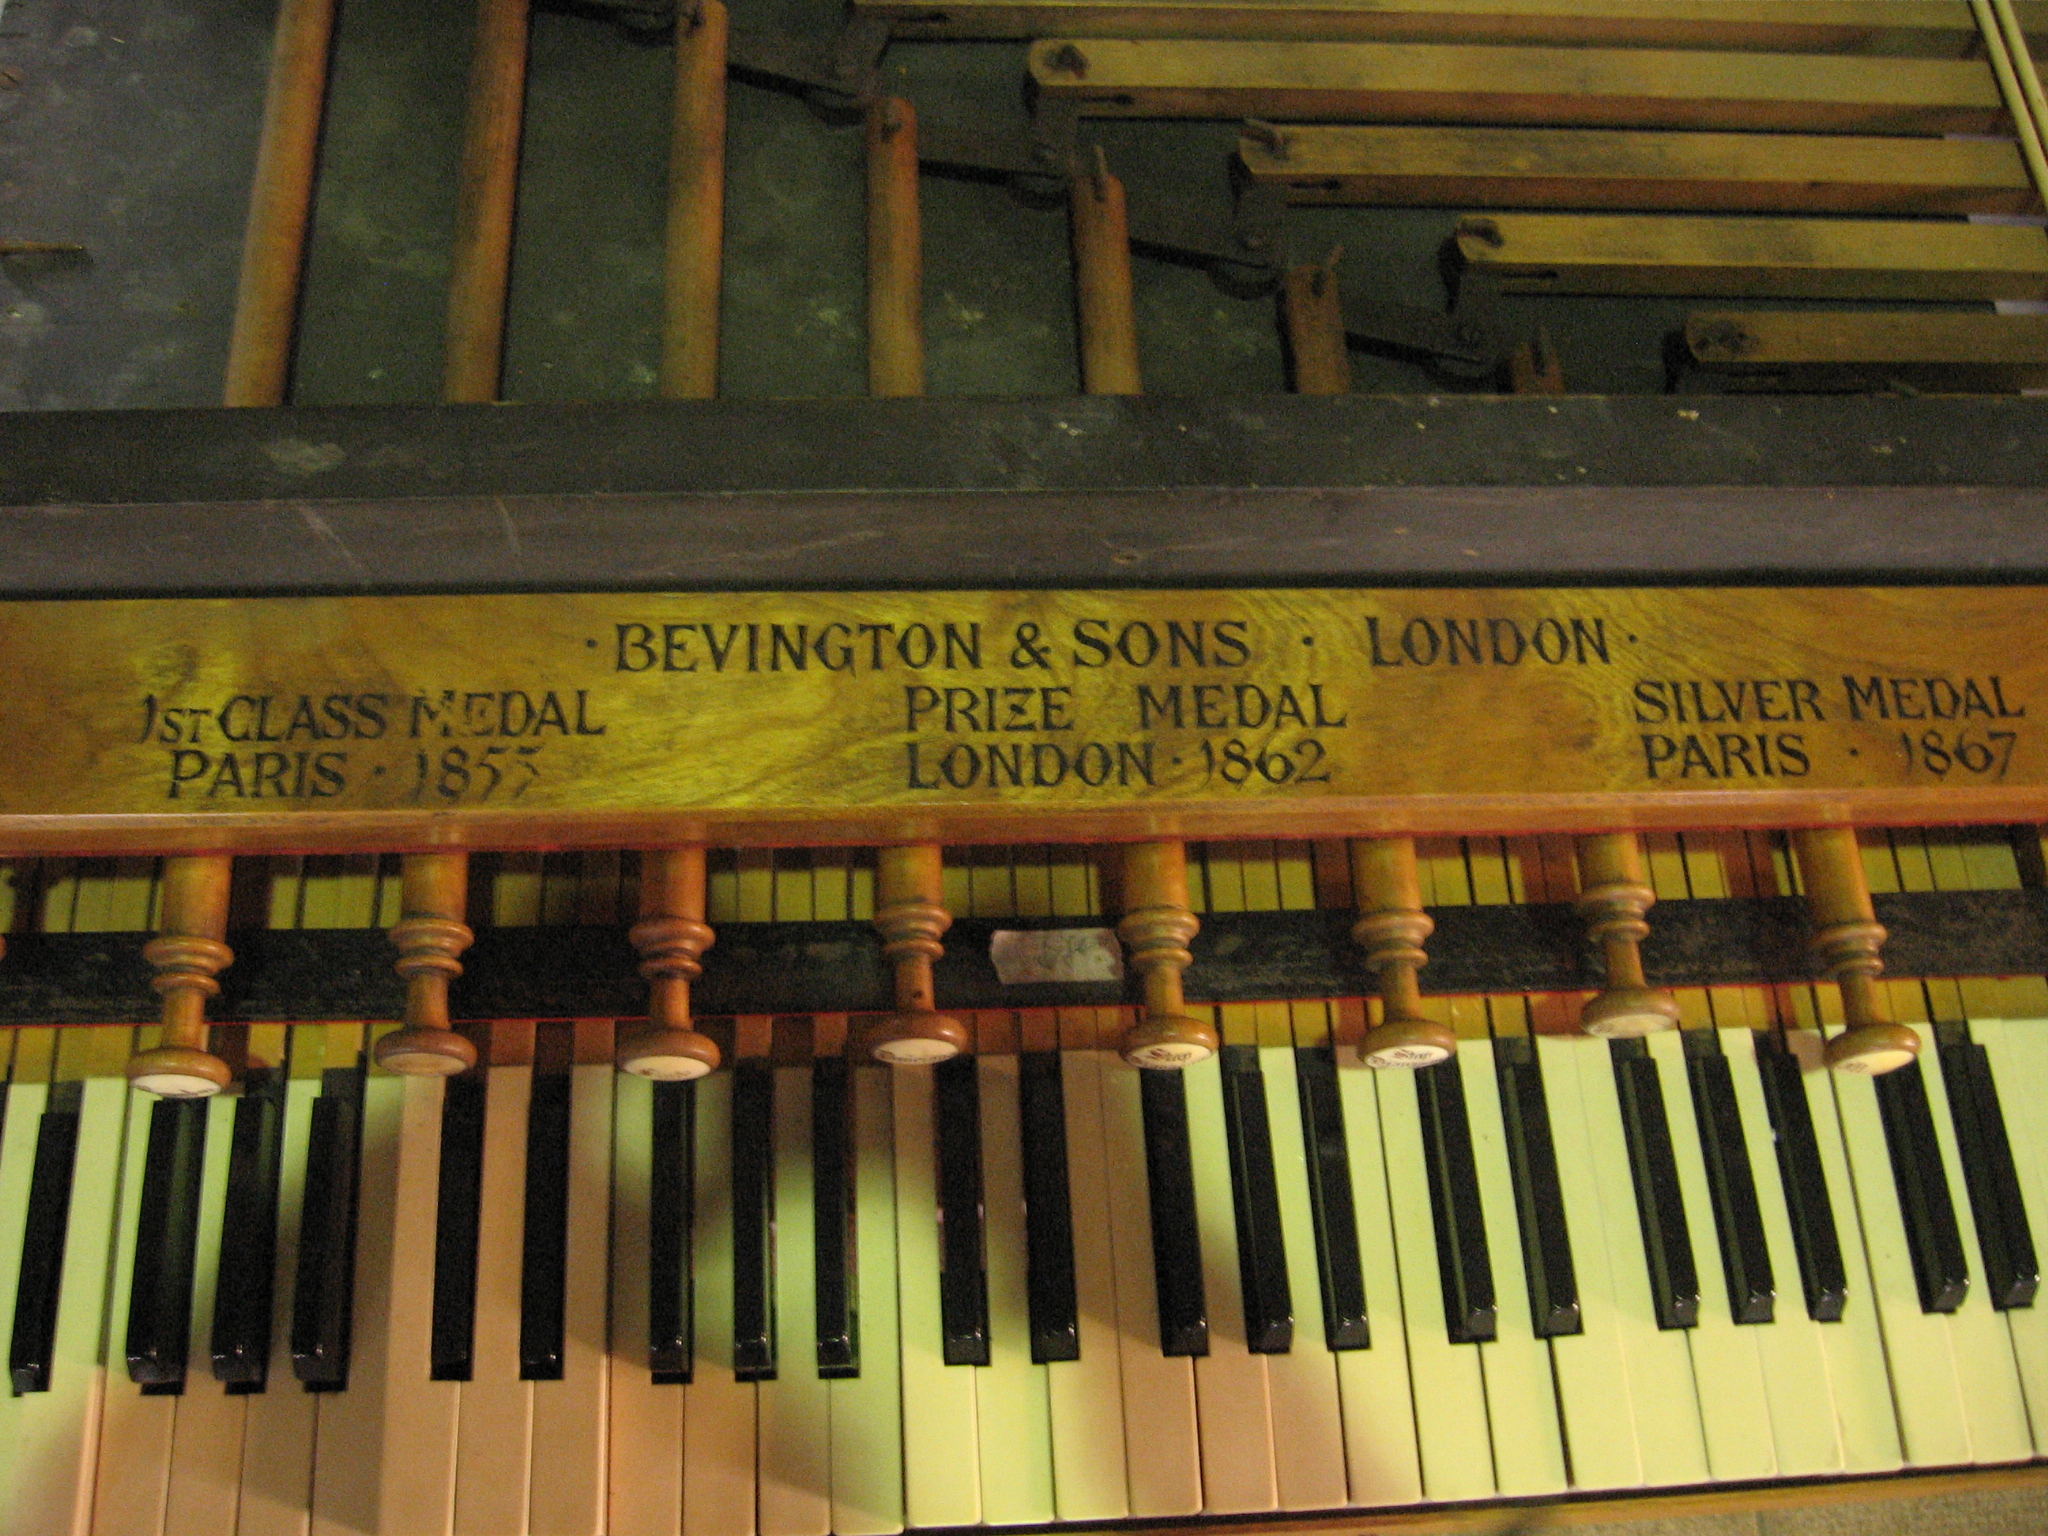 · BEVINGTON & SONS · LONDON ·
1ST CLASS MEDAL
PARIS · 1855
PRIZE MEDAL
LONDON · 1862
SILVER MEDAL
PARIS · 1867